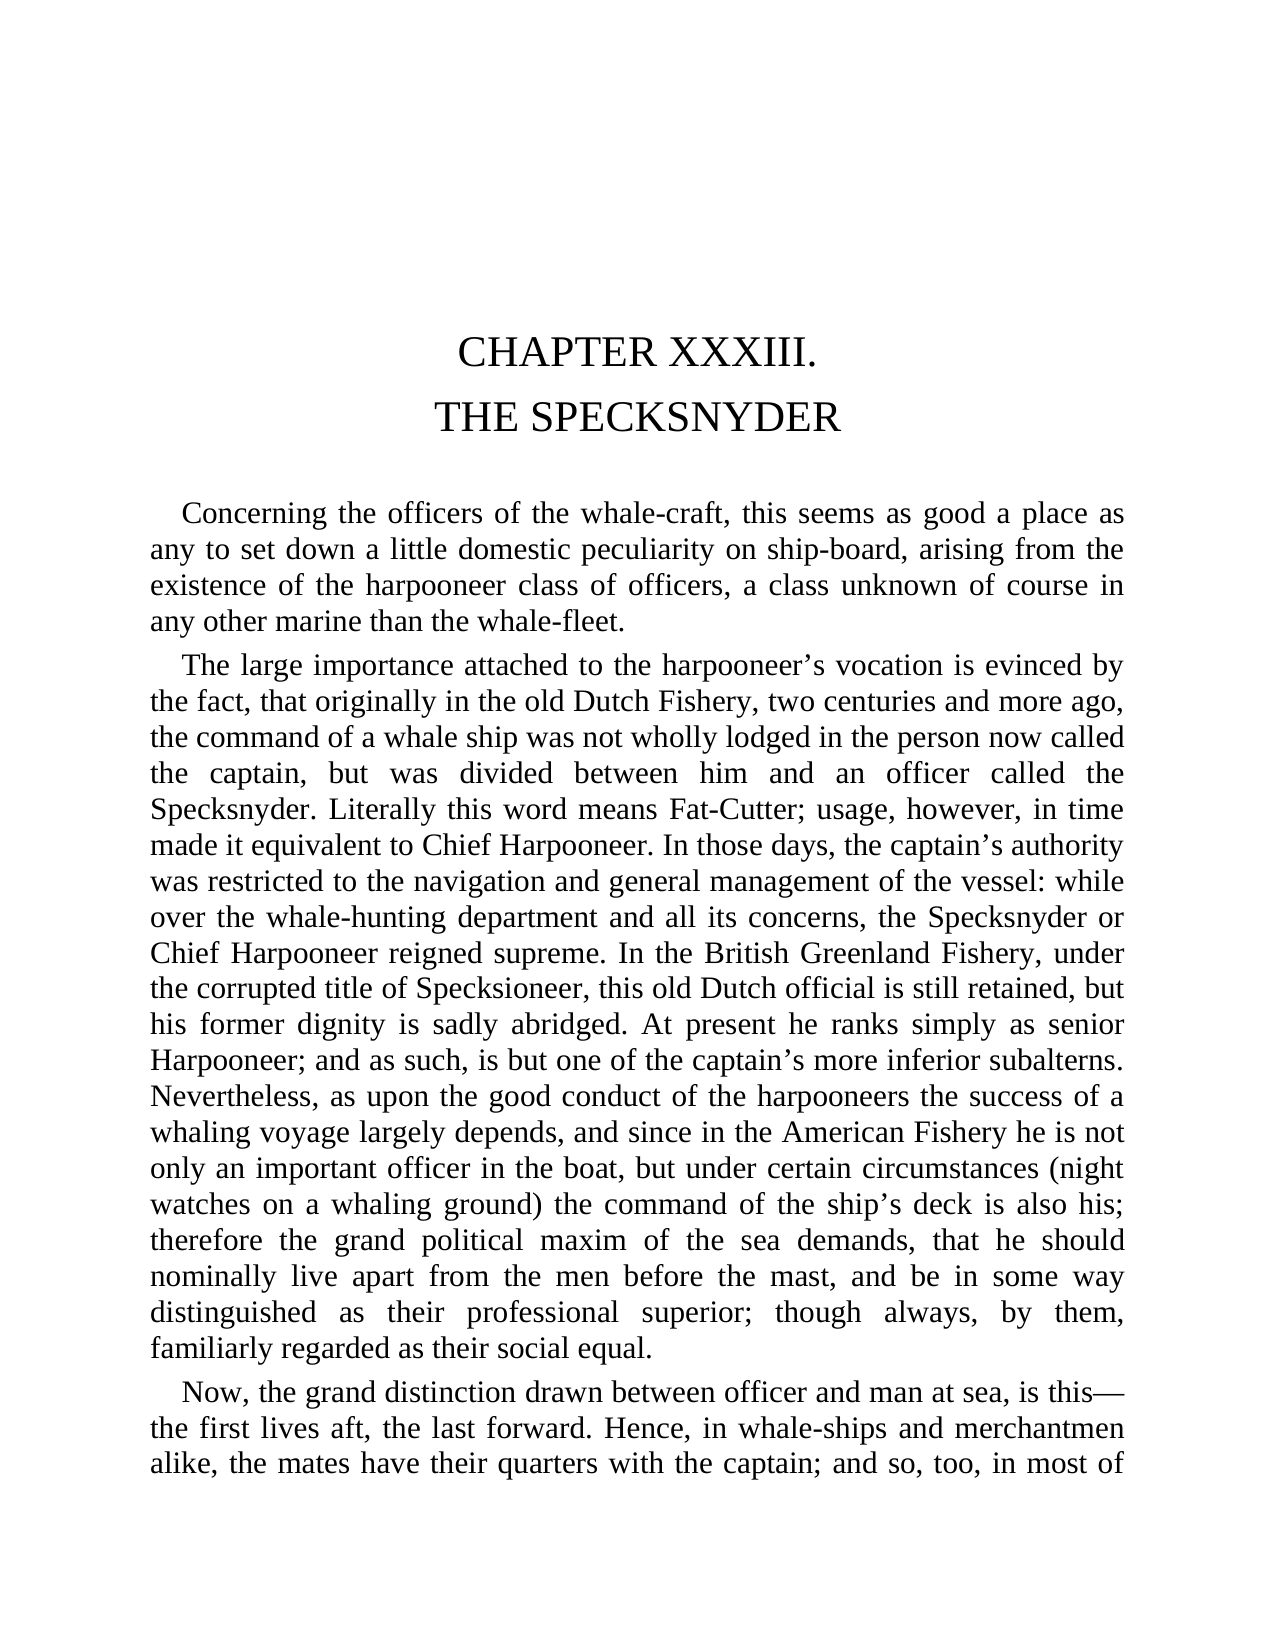 CHAPTER XXXIII.
THE SPECKSNYDER
Concerning the officers of the whale-craft, this seems as good a place as
any to set down a little domestic peculiarity on ship-board, arising from the
existence of the harpooneer class of officers, a class unknown of course in
any other marine than the whale-fleet.
The large importance attached to the harpooneer’s vocation is evinced by
the fact, that originally in the old Dutch Fishery, two centuries and more ago,
the command of a whale ship was not wholly lodged in the person now called
the captain, but was divided between him and an officer called the
Specksnyder. Literally this word means Fat-Cutter; usage, however, in time
made it equivalent to Chief Harpooneer. In those days, the captain’s authority
was restricted to the navigation and general management of the vessel: while
over the whale-hunting department and all its concerns, the Specksnyder or
Chief Harpooneer reigned supreme. In the British Greenland Fishery, under
the corrupted title of Specksioneer, this old Dutch official is still retained, but
his former dignity is sadly abridged. At present he ranks simply as senior
Harpooneer; and as such, is but one of the captain’s more inferior subalterns.
Nevertheless, as upon the good conduct of the harpooneers the success of a
whaling voyage largely depends, and since in the American Fishery he is not
only an important officer in the boat, but under certain circumstances (night
watches on a whaling ground) the command of the ship’s deck is also his;
therefore the grand political maxim of the sea demands, that he should
nominally live apart from the men before the mast, and be in some way
distinguished as their professional superior; though always, by them,
familiarly regarded as their social equal.
Now, the grand distinction drawn between officer and man at sea, is this—
the first lives aft, the last forward. Hence, in whale-ships and merchantmen
alike, the mates have their quarters with the captain; and so, too, in most of